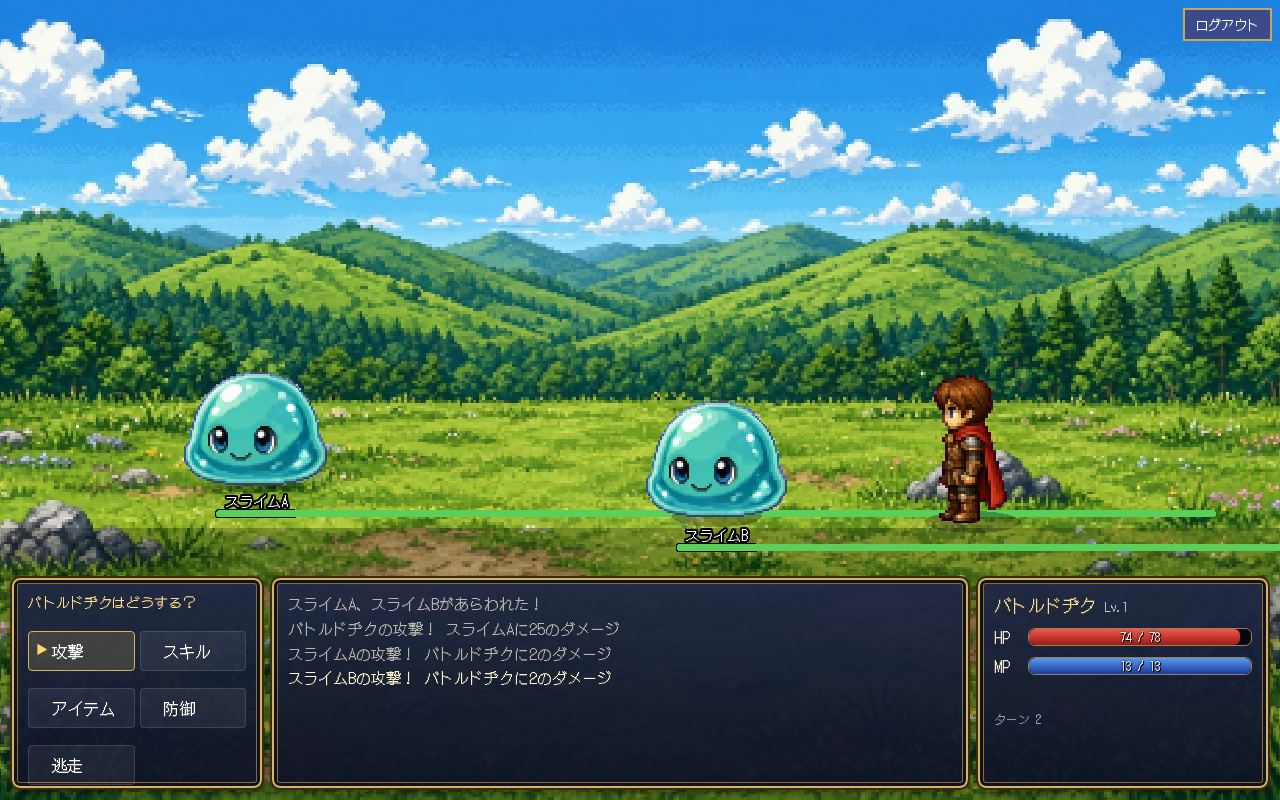 ログアウト
スライムA
スライムB
バトルドヂクはどうする？
▶攻撃
スキル
アイテム
防御
逃走
スライムA、スライムBがあらわれた！
バトルドヂクの攻撃！ スライムAに25のダメージ
スライムAの攻撃！ バトルドヂクに2のダメージ
スライムBの攻撃！ バトルドヂクに2のダメージ
バトルドヂク Lv.1
HP 74 / 78
MP 13 / 13
ターン 2